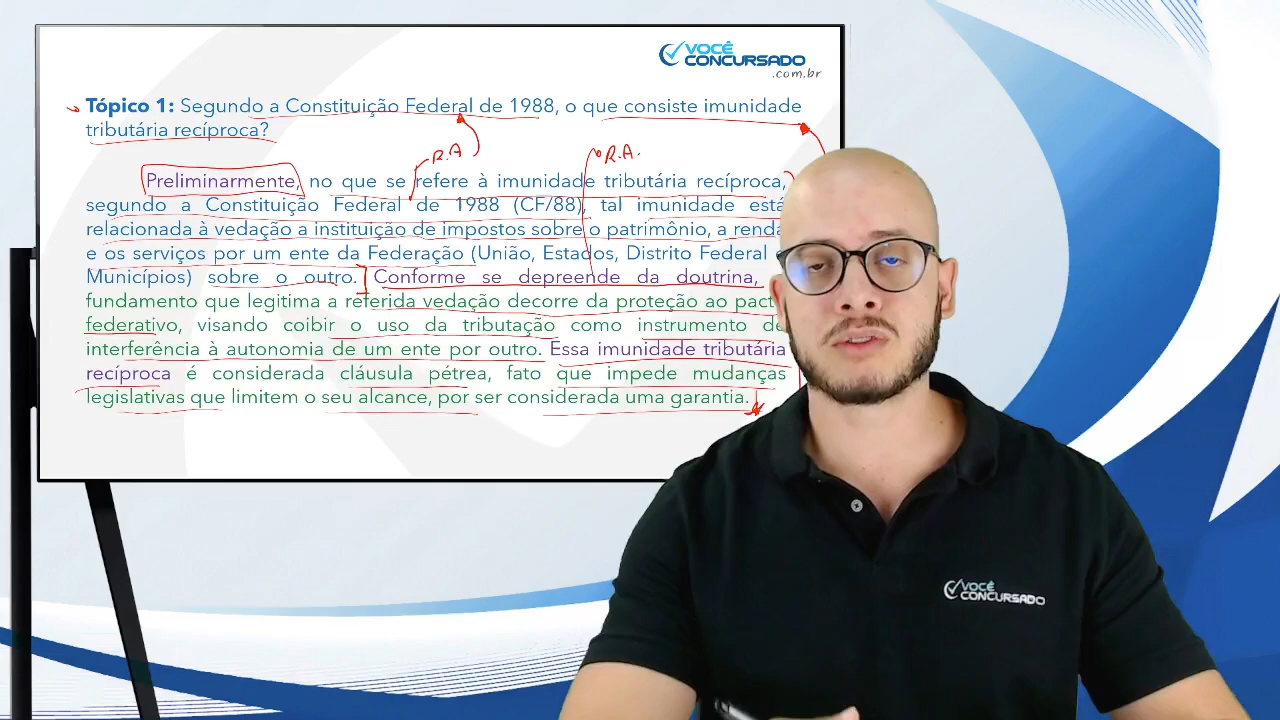 VOCÊ
CONCURSADO
.com.br
Tópico 1: Segundo a Constituição Federal de 1988, o que consiste imunidade
tributária recíproca?
R.A
R.A.
Preliminarmente, no que se refere à imunidade tributária recíproca,
segundo a Constituição Federal de 1988 (CF/88), tal imunidade está
relacionada à vedação a instituição de impostos sobre o patrimônio, a renda
e os serviços por um ente da Federação (União, Estados, Distrito Federal
Municípios) sobre o outro. Conforme se depreende da doutrina,
fundamento que legitima a referida vedação decorre da proteção ao
federativo, visando coibir o uso da tributação como instrumento de
interferência à autonomia de um ente por outro. Essa imunidade tributária
recíproca é considerada cláusula pétrea, fato que impede mudanças
legislativas que limitem o seu alcance, por ser considerada uma garantia.
VOCÊ
CONCURSADO